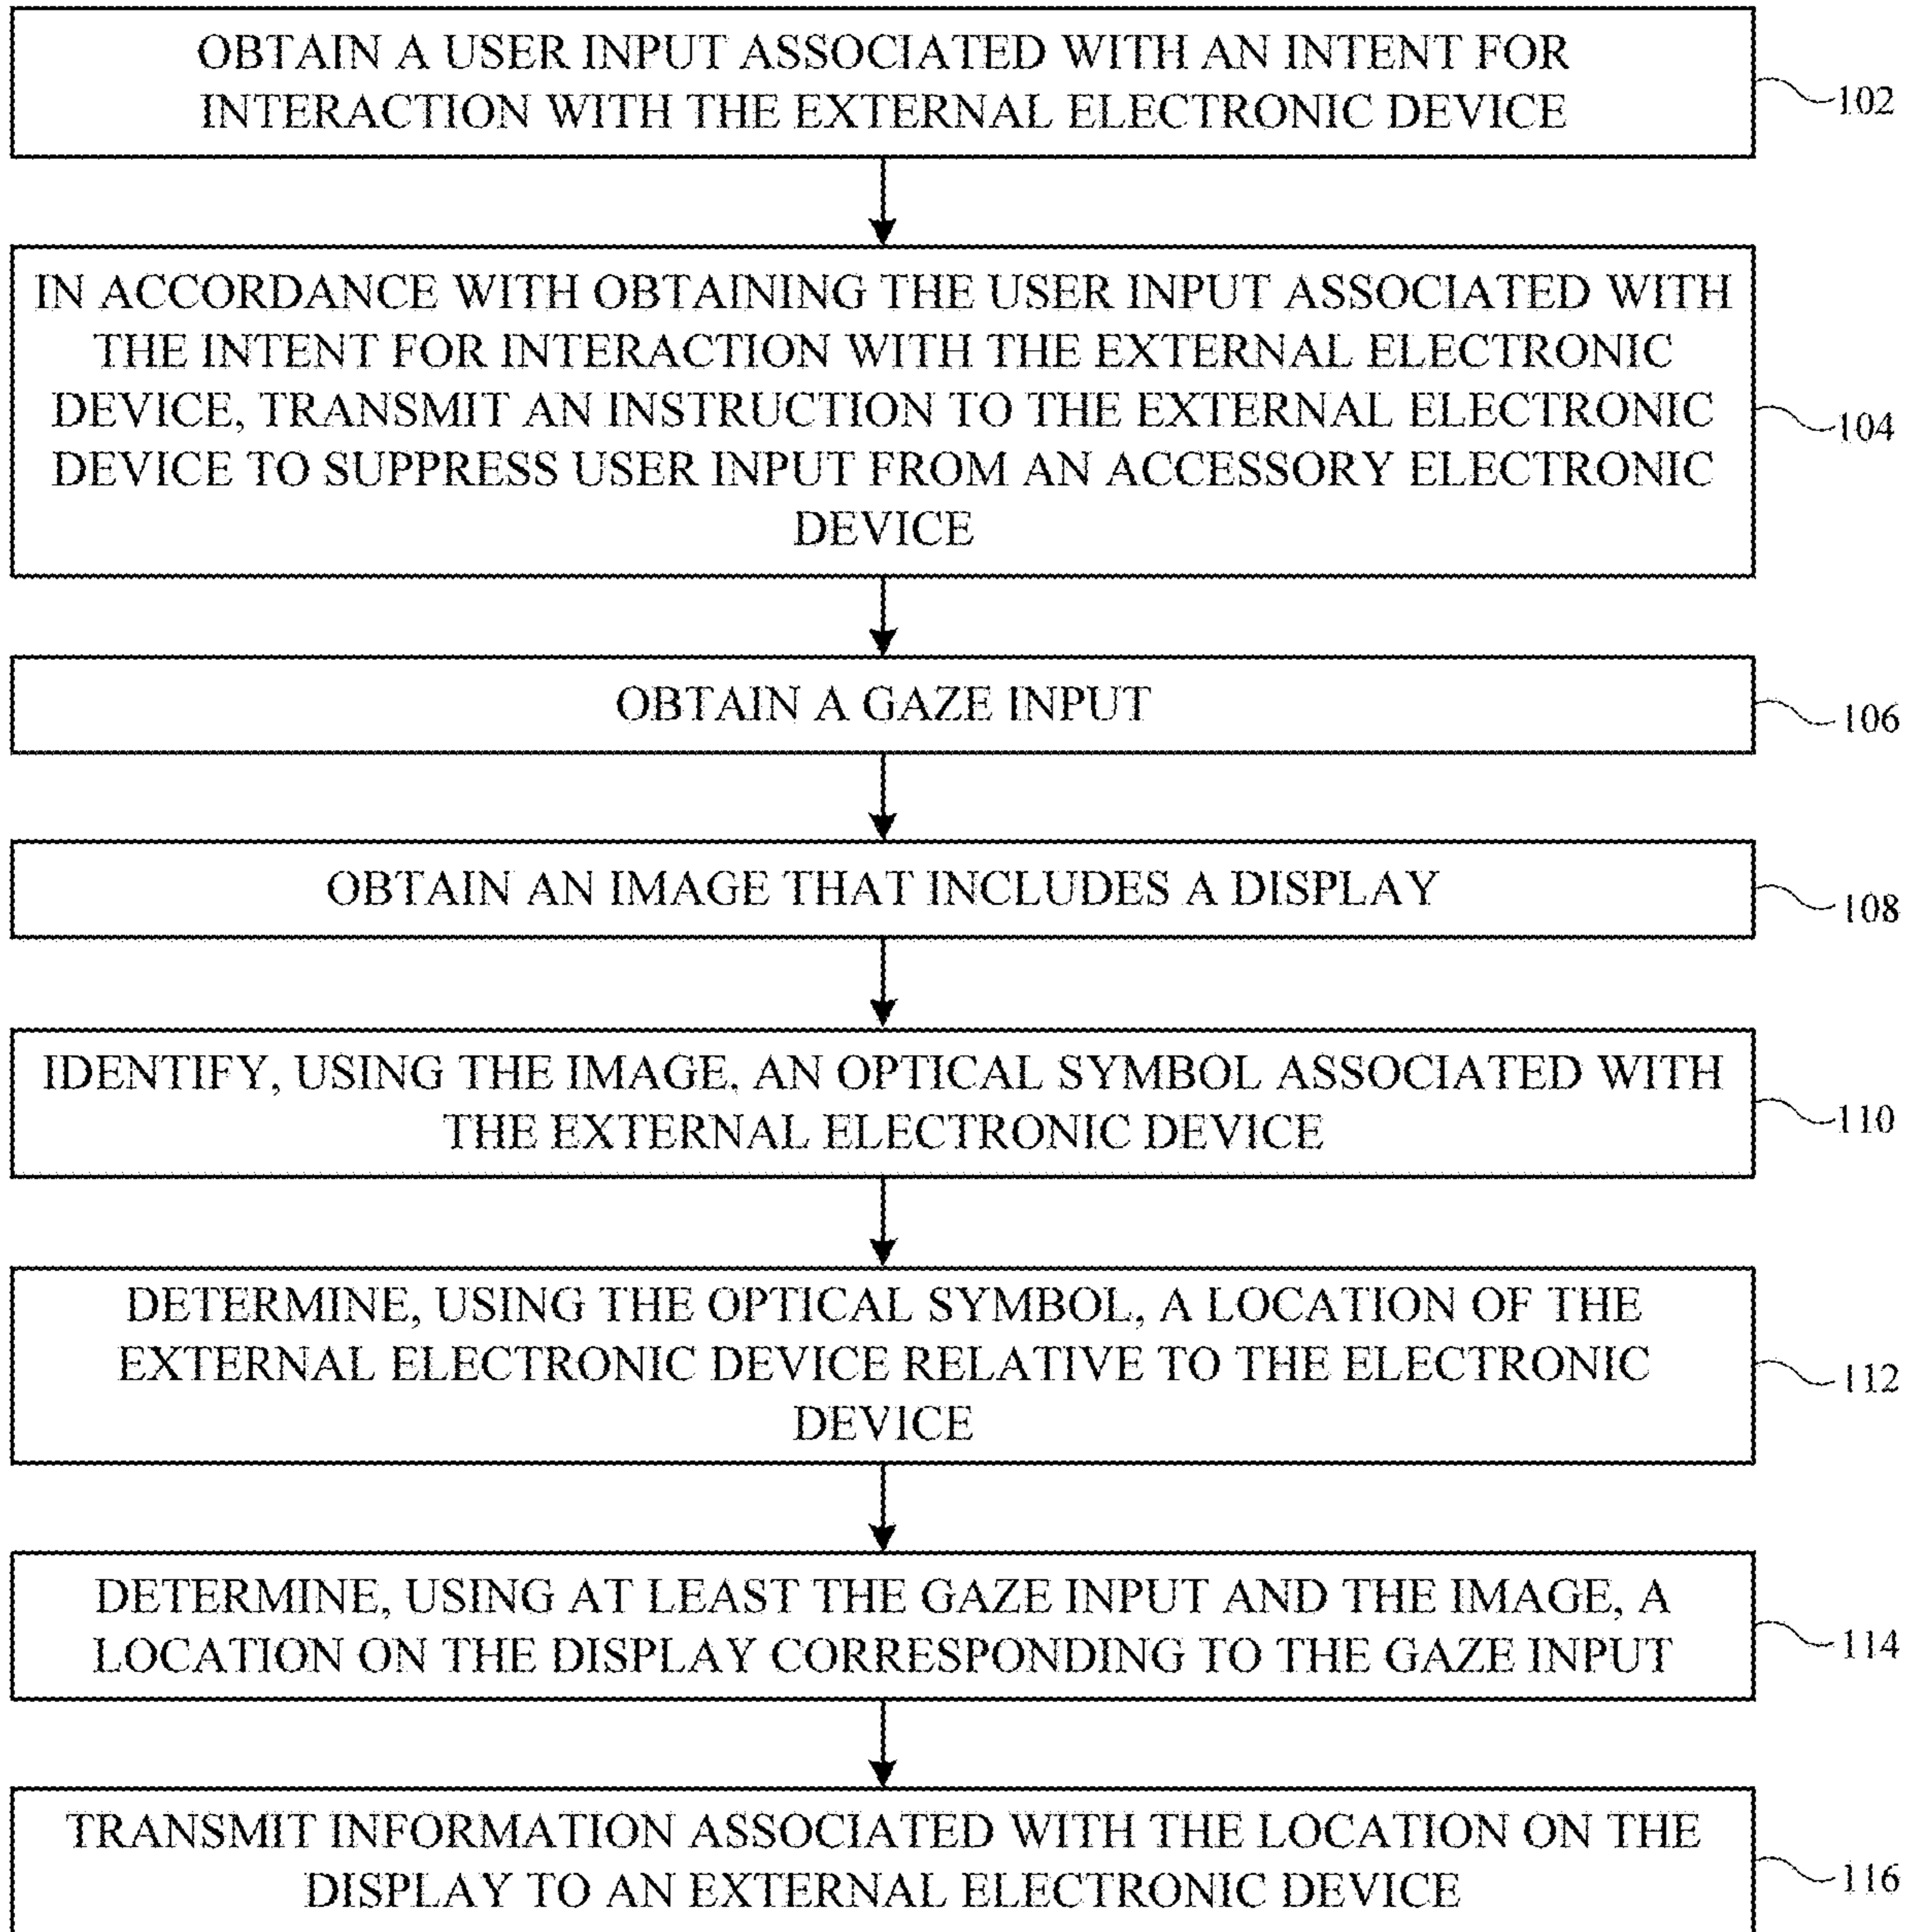 OBTAIN A USER INPUT ASSOCIATED WITH AN INTENT FOR
INTERACTION WITH THE EXTERNAL ELECTRONIC DEVICE
102
IN ACCORDANCE WITH OBTAINING THE USER INPUT ASSOCIATED WITH
THE INTENT FOR INTERACTION WITH THE EXTERNAL ELECTRONIC
DEVICE, TRANSMIT AN INSTRUCTION TO THE EXTERNAL ELECTRONIC
DEVICE TO SUPPRESS USER INPUT FROM AN ACCESSORY ELECTRONIC
DEVICE
104
OBTAIN A GAZE INPUT
106
OBTAIN AN IMAGE THAT INCLUDES A DISPLAY
108
IDENTIFY, USING THE IMAGE, AN OPTICAL SYMBOL ASSOCIATED WITH
THE EXTERNAL ELECTRONIC DEVICE
110
DETERMINE, USING THE OPTICAL SYMBOL, A LOCATION OF THE
EXTERNAL ELECTRONIC DEVICE RELATIVE TO THE ELECTRONIC
DEVICE
112
DETERMINE, USING AT LEAST THE GAZE INPUT AND THE IMAGE, A
LOCATION ON THE DISPLAY CORRESPONDING TO THE GAZE INPUT
114
TRANSMIT INFORMATION ASSOCIATED WITH THE LOCATION ON THE
DISPLAY TO AN EXTERNAL ELECTRONIC DEVICE
116